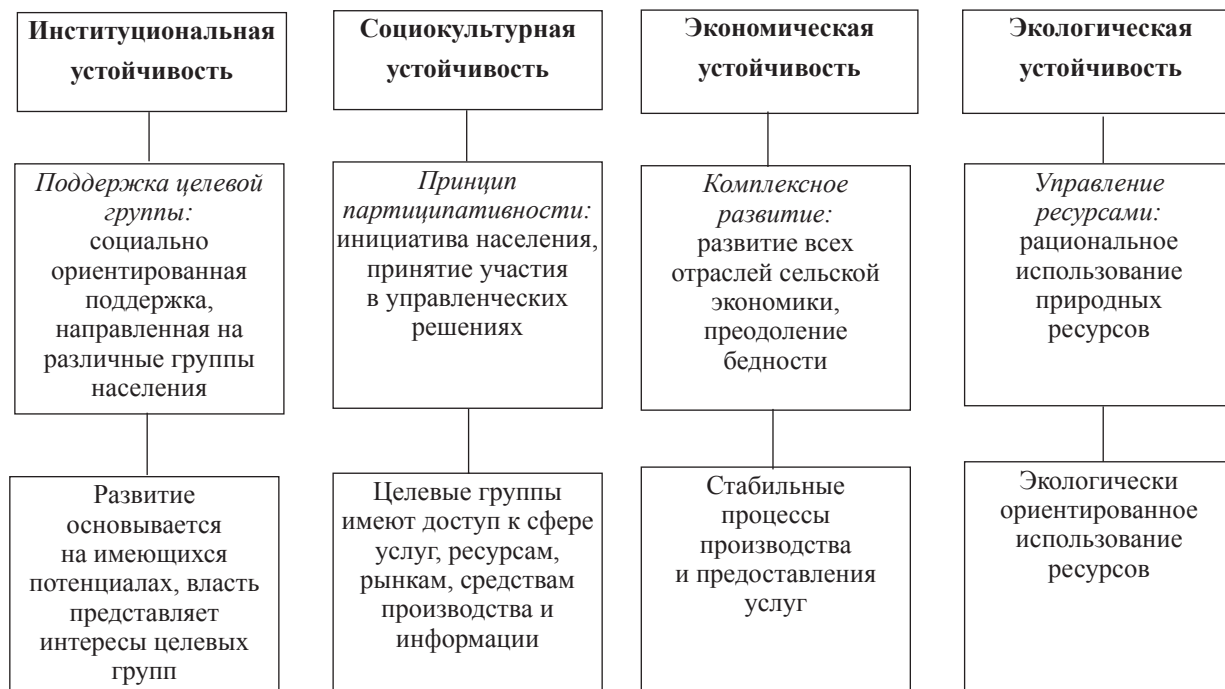 Институциональная
устойчивость
Поддержка целевой
группы:
социально
ориентированная
поддержка,
направленная на
различные группы
населения
Развитие
основывается
на имеющихся
потенциалах, власть
представляет
интересы целевых
групп
Социокультурная
устойчивость
Принцип
партиципативности:
инициатива населения,
принятие участия
в управленческих
решениях
Целевые группы
имеют доступ к сфере
услуг, ресурсам,
рынкам, средствам
производства и
информации
Экономическая
устойчивость
Комплексное
развитие:
развитие всех
отраслей сельской
экономики,
преодоление
бедности
Стабильные
процессы
производства
и предоставления
услуг
Экологическая
устойчивость
Управление
ресурсами:
рациональное
использование
природных
ресурсов
Экологически
ориентированное
использование
ресурсов